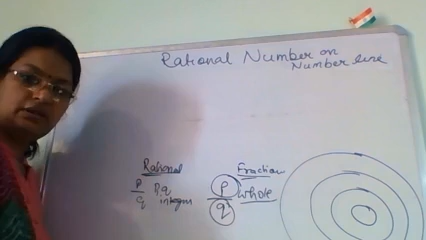 Rational Number on
Number line
Rational
P
q
P,q
integers
Fraction
P
q
whole